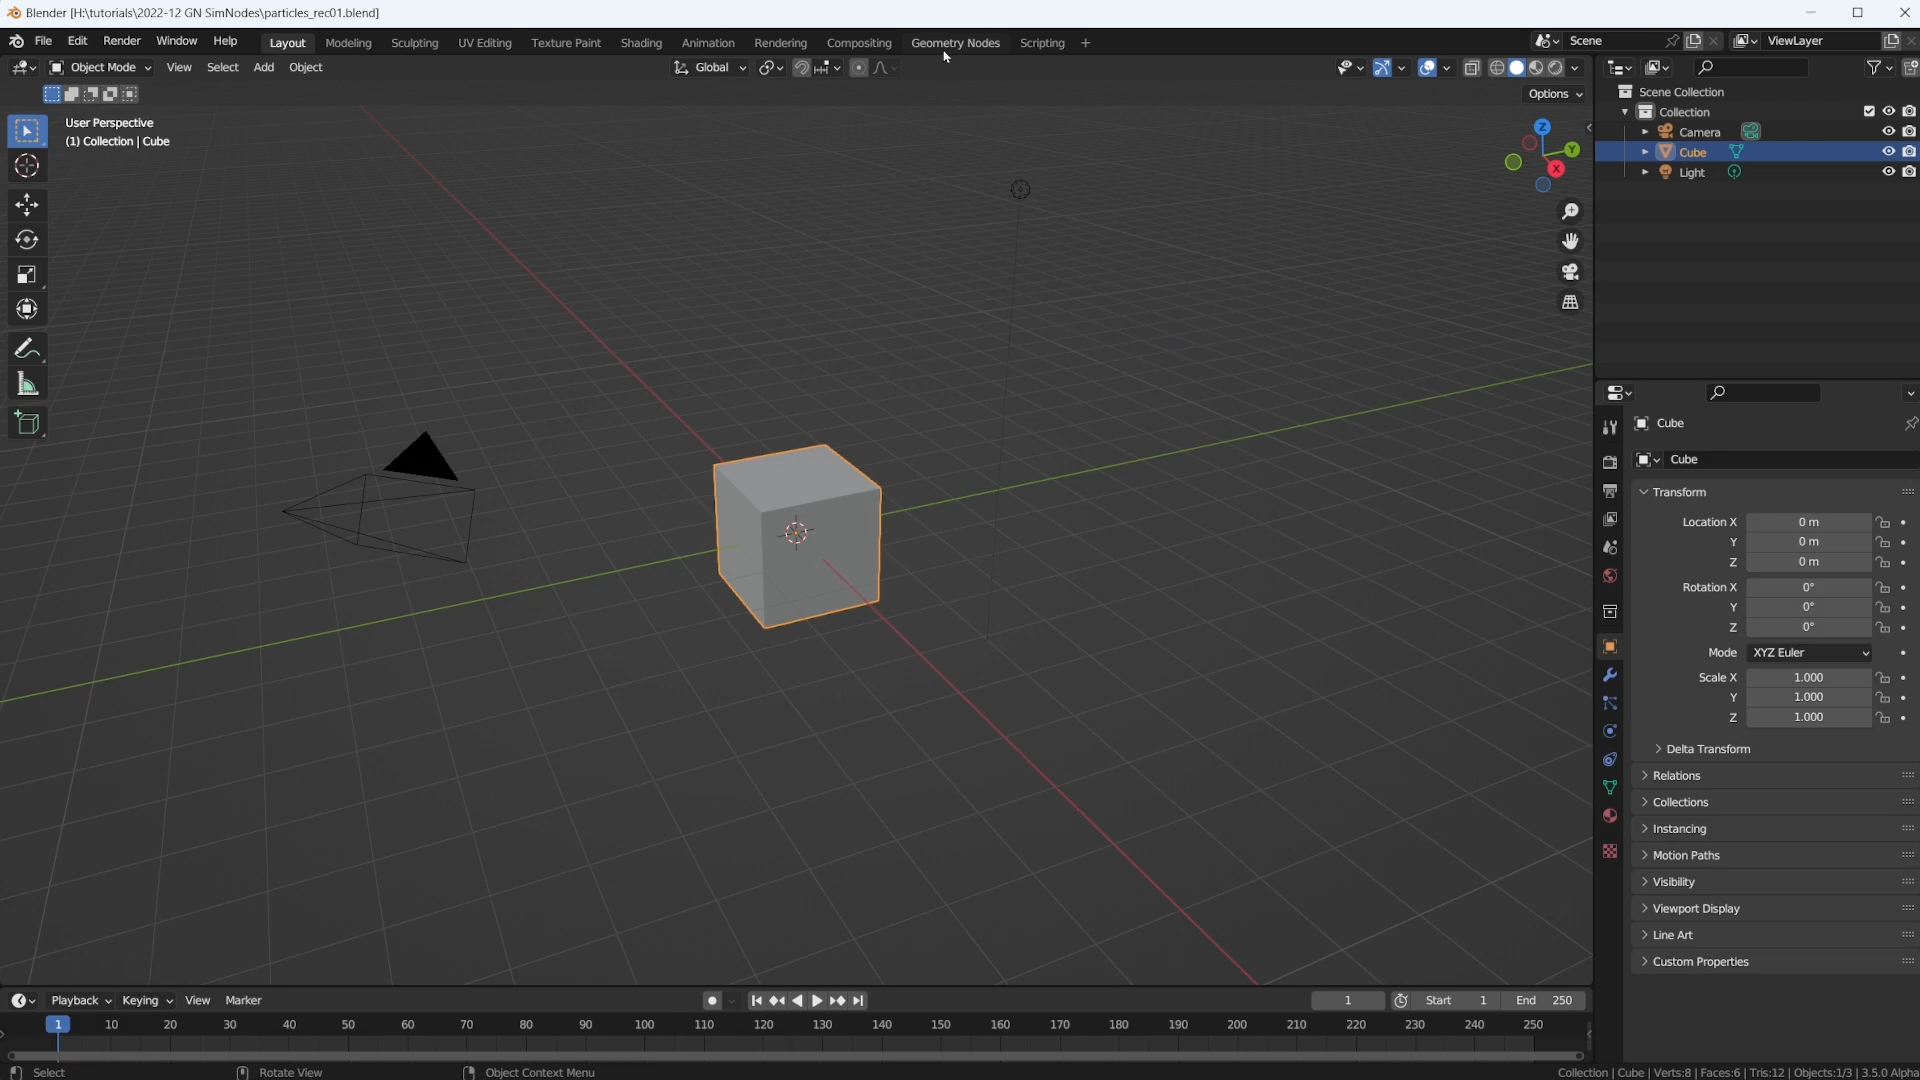 Blender [H:\tutorials\2022-12 GN SimNodes\particles_rec01.blend]
File Edit Render Window Help Layout Modeling Sculpting UV Editing Texture Paint Shading Animation Rendering Compositing Geometry Nodes Scripting + Scene ViewLayer
Object Mode View Select Add Object Global
Options
User Perspective
(1) Collection | Cube
Z
Y
X
Scene Collection
Collection
Camera
Cube
Light
Cube
Cube
Transform
Location X 0 m
Y 0 m
Z 0 m
Rotation X 0°
Y 0°
Z 0°
Mode XYZ Euler
Scale X 1.000
Y 1.000
Z 1.000
Delta Transform
Relations
Collections
Instancing
Motion Paths
Visibility
Viewport Display
Line Art
Custom Properties
Playback Keying View Marker 1 Start 1 End 250
1 10 20 30 40 50 60 70 80 90 100 110 120 130 140 150 160 170 180 190 200 210 220 230 240 250
Select Rotate View Object Context Menu Collection | Cube | Verts:8 | Faces:6 | Tris:12 | Objects:1/3 | 3.5.0 Alpha